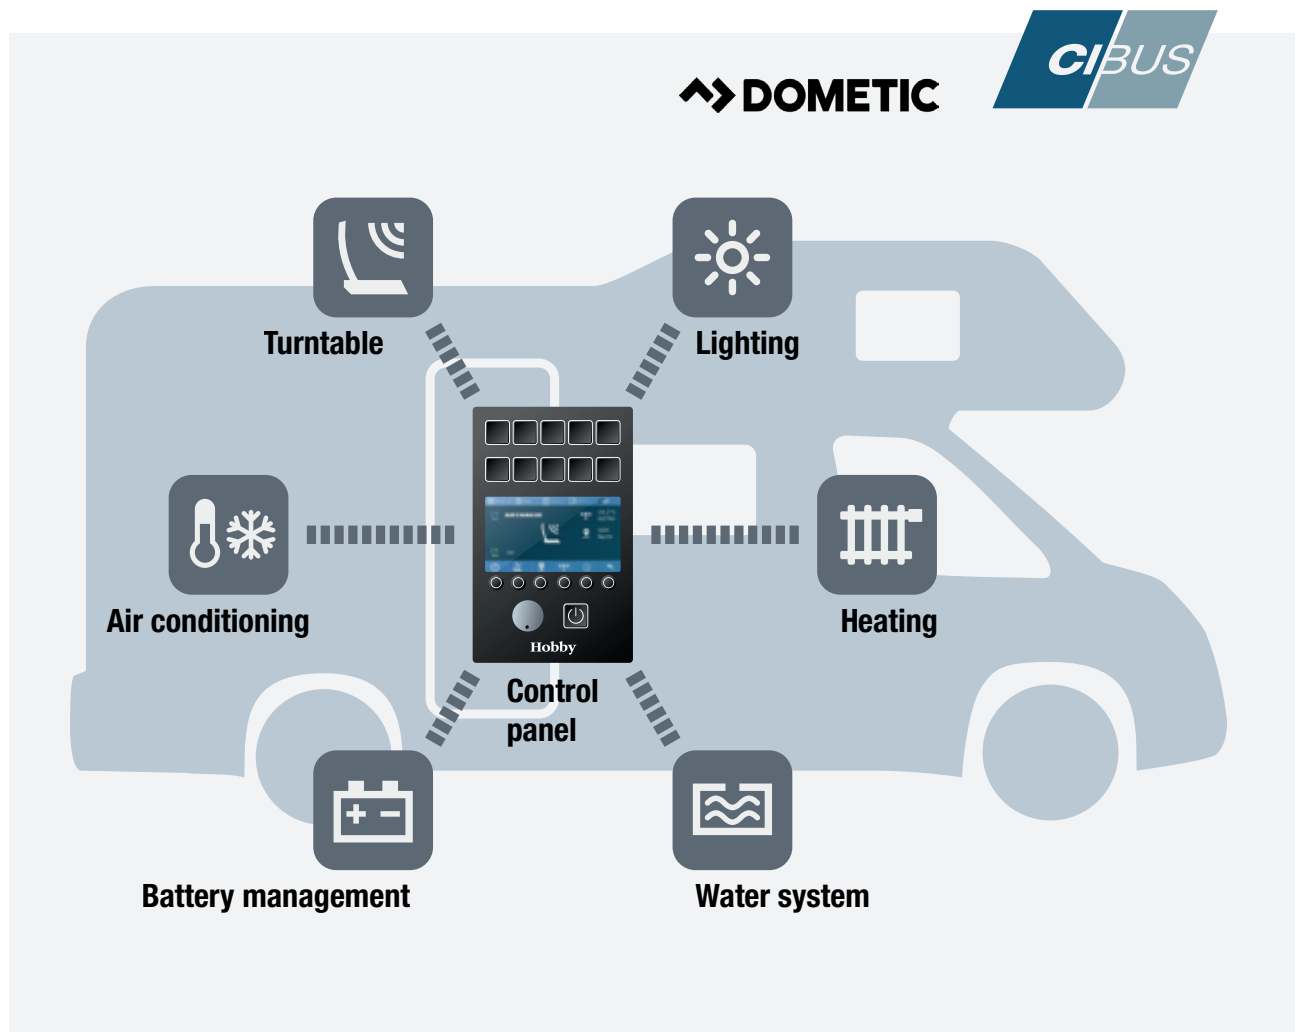 CIBUS
DOMETIC
Turntable
Lighting
Air conditioning
Heating
Hobby
Control
panel
Battery management
Water system